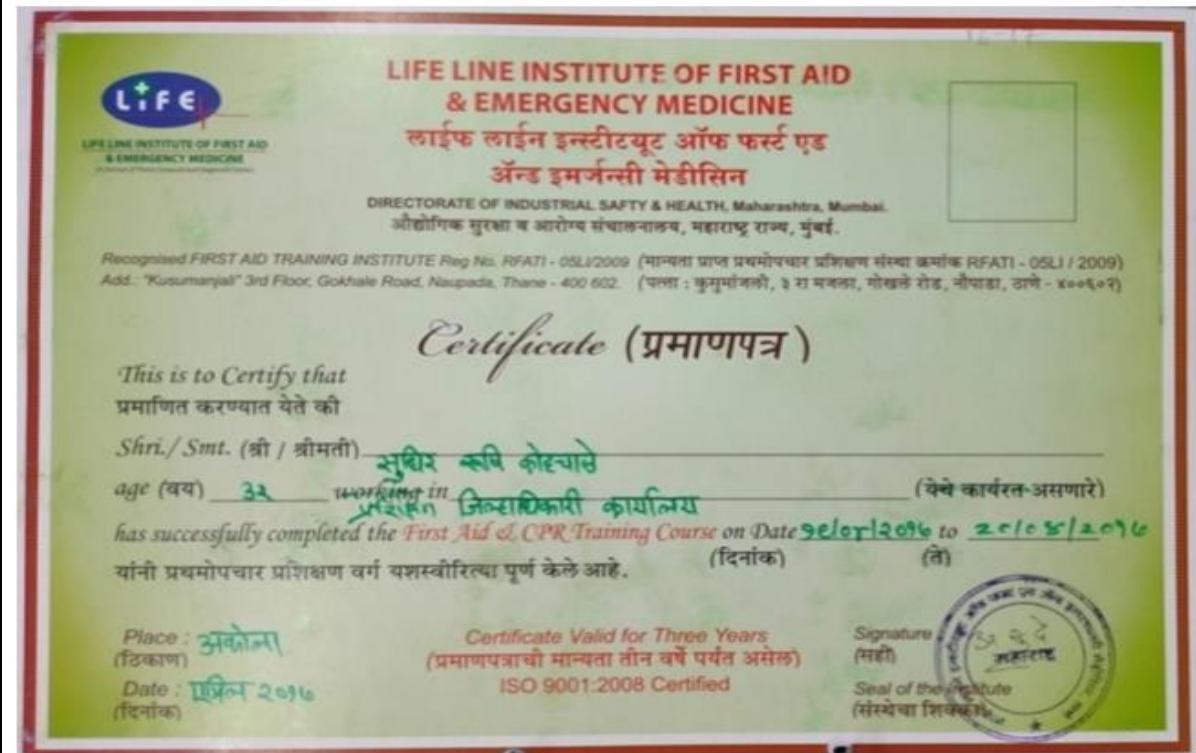 16-17
LIFE
LIFE LINE INSTITUTE OF FIRST AID
& EMERGENCY MEDICINE
LIFE LINE INSTITUTE OF FIRST AID
& EMERGENCY MEDICINE
लाईफ लाईन इन्स्टीटयूट ऑफ फर्स्ट एड
ॲन्ड इमर्जन्सी मेडीसिन
DIRECTORATE OF INDUSTRIAL SAFTY & HEALTH, Maharashtra, Mumbai.
औद्योगिक सुरक्षा व आरोग्य संचालनालय, महाराष्ट्र राज्य, मुंबई.
Recognised FIRST AID TRAINING INSTITUTE Reg No. RFATI - 05LI/2009 (मान्यता प्राप्त प्रथमोपचार प्रशिक्षण संस्था क्रमांक RFATI - 05LI / 2009)
Add.: "Kusumanjali" 3rd Floor, Gokhale Road, Naupada, Thane - 400 602. (पत्ता : कुसुमांजली, ३ रा मजला, गोखले रोड, नौपाडा, ठाणे - ४००६०२)
Certificate (प्रमाणपत्र)
This is to Certify that
प्रमाणित करण्यात येते की
Shri./ Smt. (श्री / श्रीमती) सुधिर ऋषि कोहचाळे
age (वय) ३२ working in जिल्हाधिकारी कार्यालय (येथे कार्यरत असणारे)
has successfully completed the First Aid & CPR Training Course on Date to
यांनी प्रथमोपचार प्रशिक्षण वर्ग यशस्वीरित्या पूर्ण केले आहे. (दिनांक) (ते)
Place : अकोला
(ठिकाण)
Date : एप्रिल २०१७
(दिनांक)
Certificate Valid for Three Years
(प्रमाणपत्राची मान्यता तीन वर्षे पर्यंत असेल)
ISO 9001:2008 Certified
Signature
(सही)
Seal of the Institute
(संस्थेचा शिक्का)
महाराष्ट्र